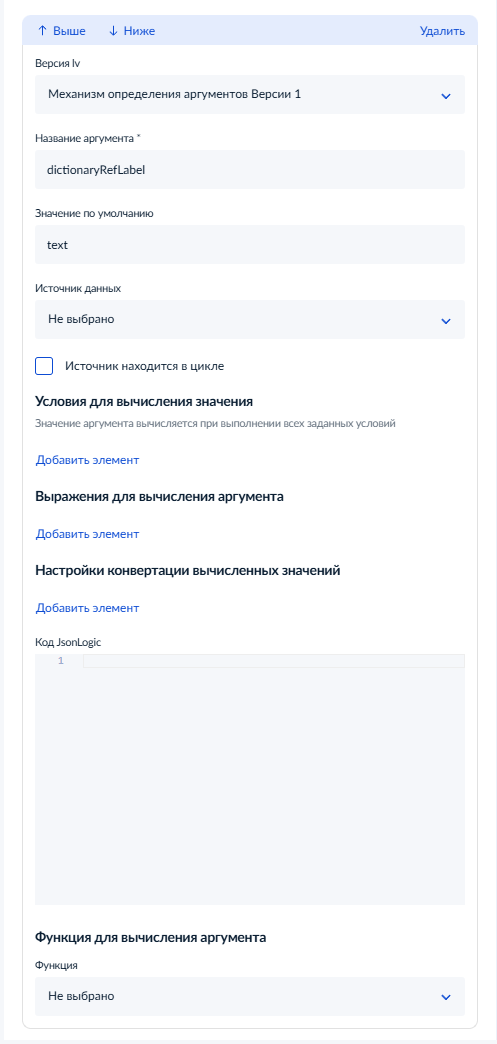 Выше Ниже Удалить
Версия lv
Механизм определения аргументов Версии 1
Название аргумента *
dictionaryRefLabel
Значение по умолчанию
text
Источник данных
Не выбрано
Источник находится в цикле
Условия для вычисления значения
Значение аргумента вычисляется при выполнении всех заданных условий
Добавить элемент
Выражения для вычисления аргумента
Добавить элемент
Настройки конвертации вычисленных значений
Добавить элемент
Код JsonLogic
1
Функция для вычисления аргумента
Функция
Не выбрано